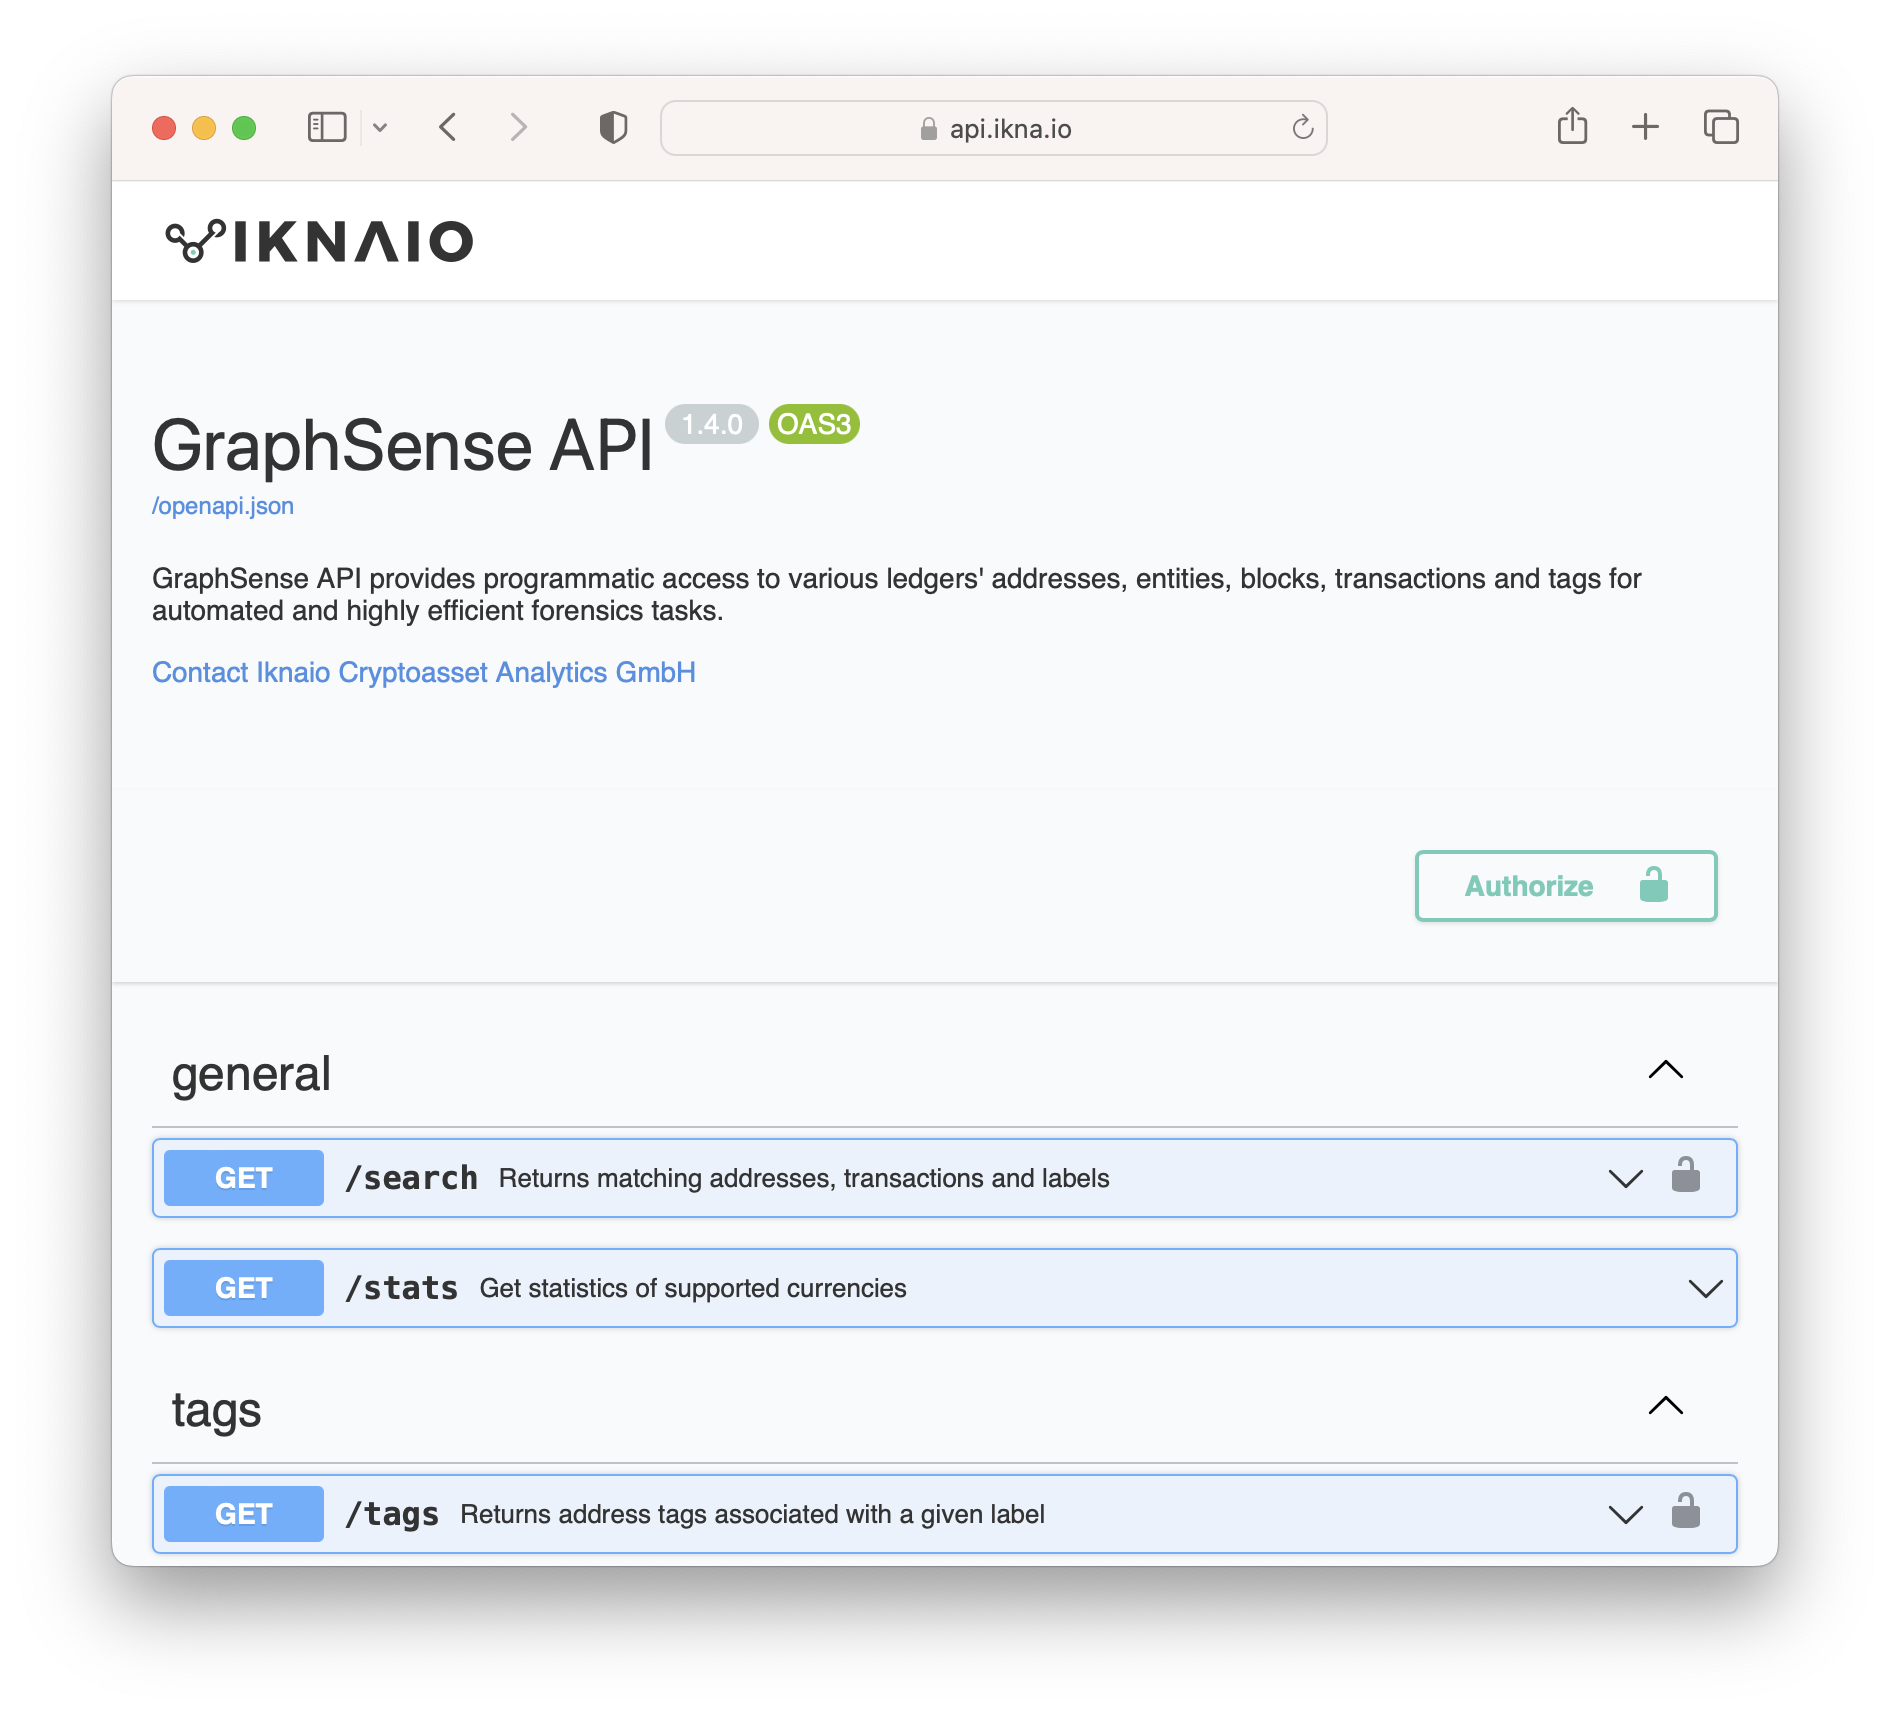 api.ikna.io
IKNAIO
GraphSense API 1.4.0 OAS3
/openapi.json
GraphSense API provides programmatic access to various ledgers' addresses, entities, blocks, transactions and tags for
automated and highly efficient forensics tasks.
Contact Iknaio Cryptoasset Analytics GmbH
Authorize
general
GET /search Returns matching addresses, transactions and labels
GET /stats Get statistics of supported currencies
tags
GET /tags Returns address tags associated with a given label